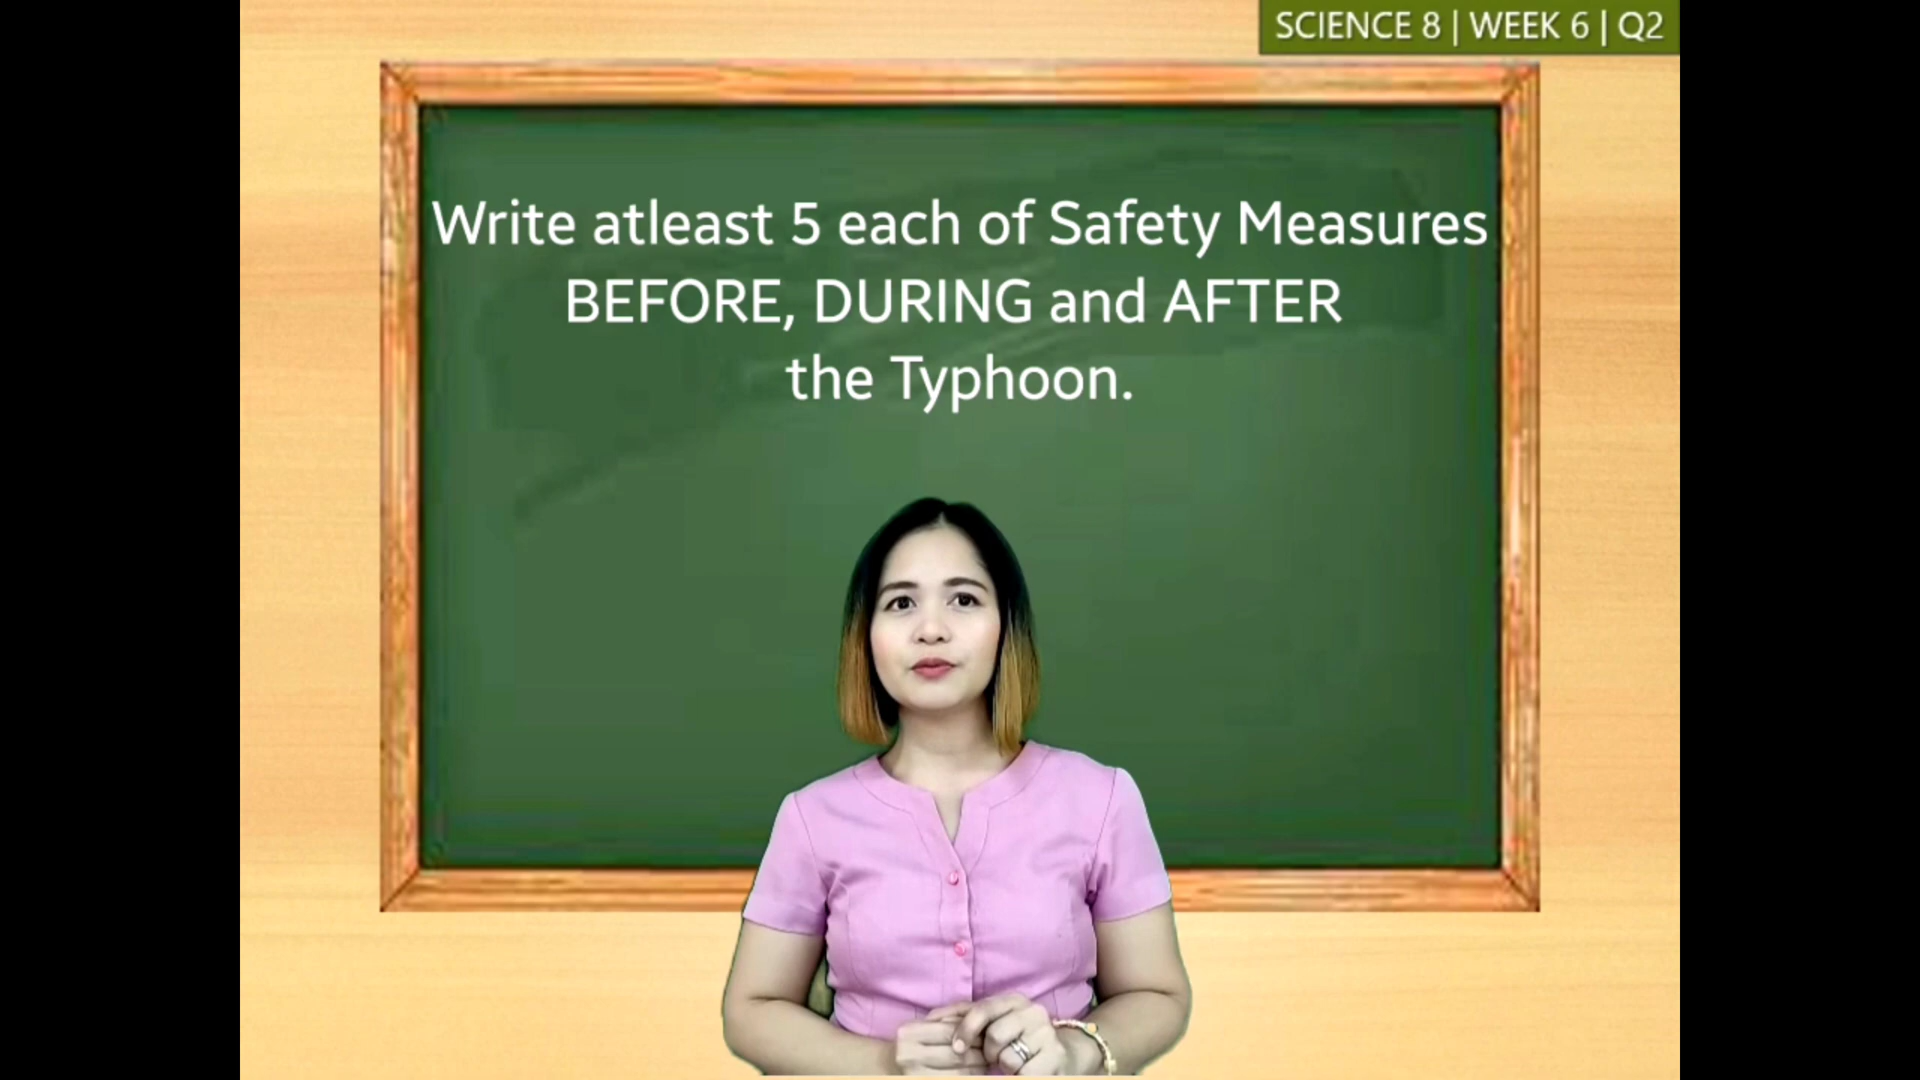 SCIENCE 8 | WEEK 6 | Q2
Write atleast 5 each of Safety Measures
BEFORE, DURING and AFTER
the Typhoon.